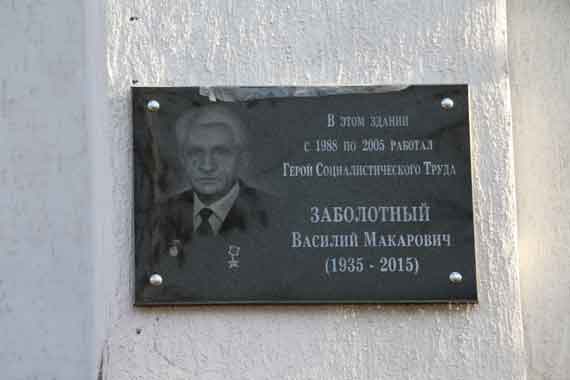 В этом здании
с 1988 по 2005 работал
Герой Социалистического Труда
ЗАБОЛОТНЫЙ
Василий Макарович
(1935 - 2015)